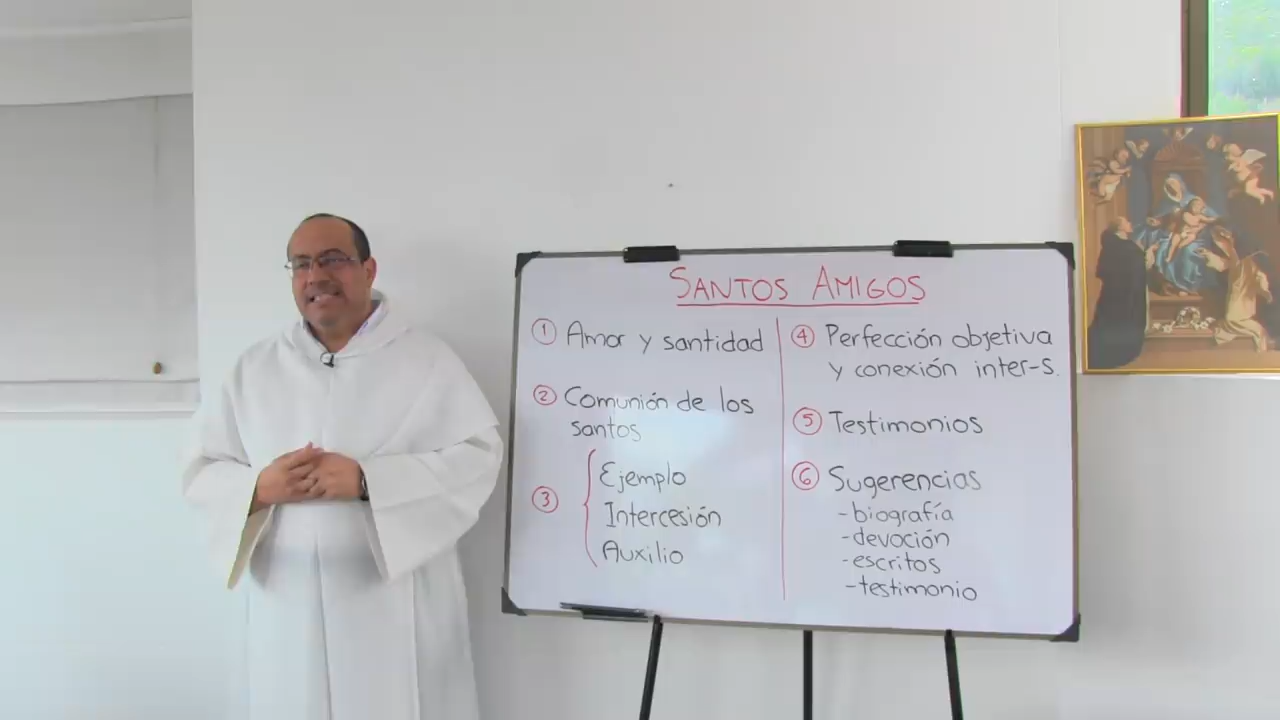 SANTOS AMIGOS
1 Amor y santidad
2 Comunión de los
santos
3 Ejemplo
Intercesión
Auxilio
4 Perfección objetiva
y conexión inter-s.
5 Testimonios
6 Sugerencias
-biografía
-devoción
-escritos
-testimonio